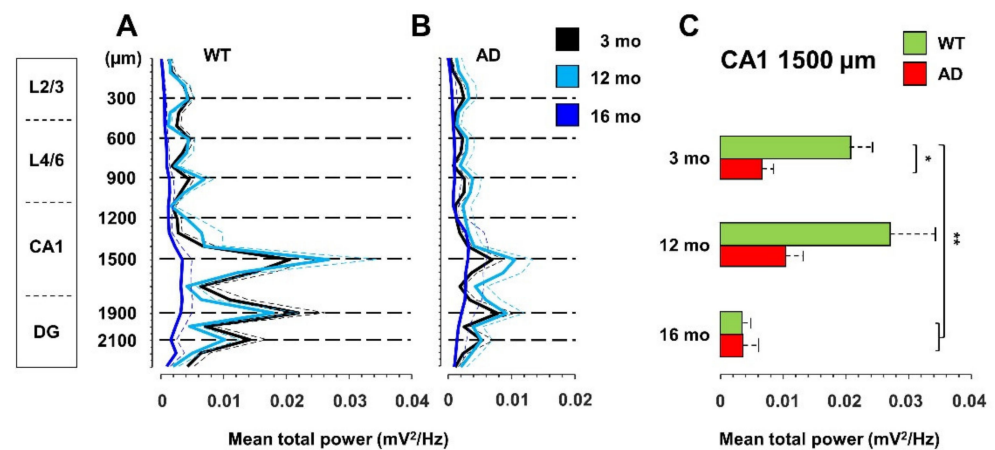 A
B
C
(µm)
WT
AD
3 mo
12 mo
16 mo
CA1 1500 µm
WT
AD
L2/3
L4/6
CA1
DG
300
600
900
1200
1500
1900
2100
3 mo
12 mo
16 mo
*
**
0 0.01 0.02 0.03 0.04
0 0.01 0.02 0.03
0 0.01 0.02 0.03 0.04
Mean total power (mV²/Hz)
Mean total power (mV²/Hz)